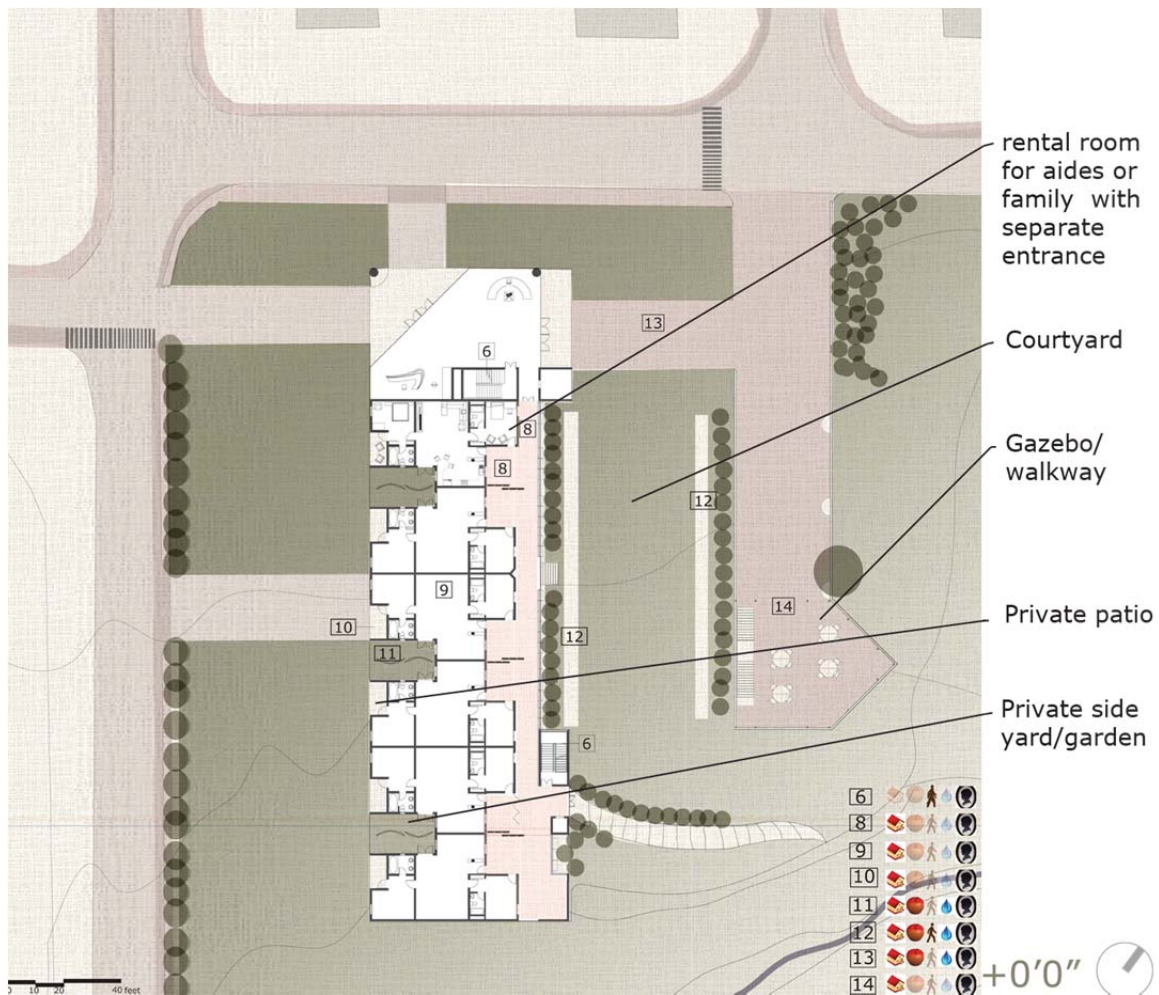 rental room
for aides or
family with
separate
entrance
13
6
Courtyard
8
8
Gazebo/
walkway
12
9
14
10
12
Private patio
11
Private side
yard/garden
6
6
8
9
10
11
12
13
14
+0'0"
0 10 20 40 feet